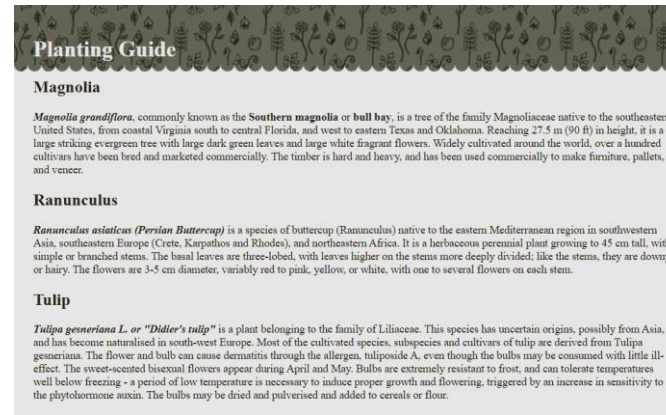 Planting Guide
Magnolia
Magnolia grandiflora, commonly known as the Southern magnolia or bull bay, is a tree of the family Magnoliaceae native to the southeastern
United States, from coastal Virginia south to central Florida, and west to eastern Texas and Oklahoma. Reaching 27.5 m (90 ft) in height, it is a
large striking evergreen tree with large dark green leaves and large white fragrant flowers. Widely cultivated around the world, over a hundred
cultivars have been bred and marketed commercially. The timber is hard and heavy, and has been used commercially to make furniture, pallets,
and veneer.
Ranunculus
Ranunculus asiaticus (Persian Buttercup) is a species of buttercup (Ranunculus) native to the eastern Mediterranean region in southwestern
Asia, southeastern Europe (Crete, Karpathos and Rhodes), and northeastern Africa. It is a herbaceous perennial plant growing to 45 cm tall, with
simple or branched stems. The basal leaves are three-lobed, with leaves higher on the stems more deeply divided; like the stems, they are downy
or hairy. The flowers are 3-5 cm diameter, variably red to pink, yellow, or white, with one to several flowers on each stem.
Tulip
Tulipa gesneriana L. or "Didier's tulip" is a plant belonging to the family of Liliaceae. This species has uncertain origins, possibly from Asia,
and has become naturalised in south-west Europe. Most of the cultivated species, subspecies and cultivars of tulip are derived from Tulipa
gesneriana. The flower and bulb can cause dermatitis through the allergen, tuliposide A, even though the bulbs may be consumed with little ill-
effect. The sweet-scented bisexual flowers appear during April and May. Bulbs are extremely resistant to frost, and can tolerate temperatures
well below freezing - a period of low temperature is necessary to induce proper growth and flowering, triggered by an increase in sensitivity to
the phytohormone auxin. The bulbs may be dried and pulverised and added to cereals or flour.